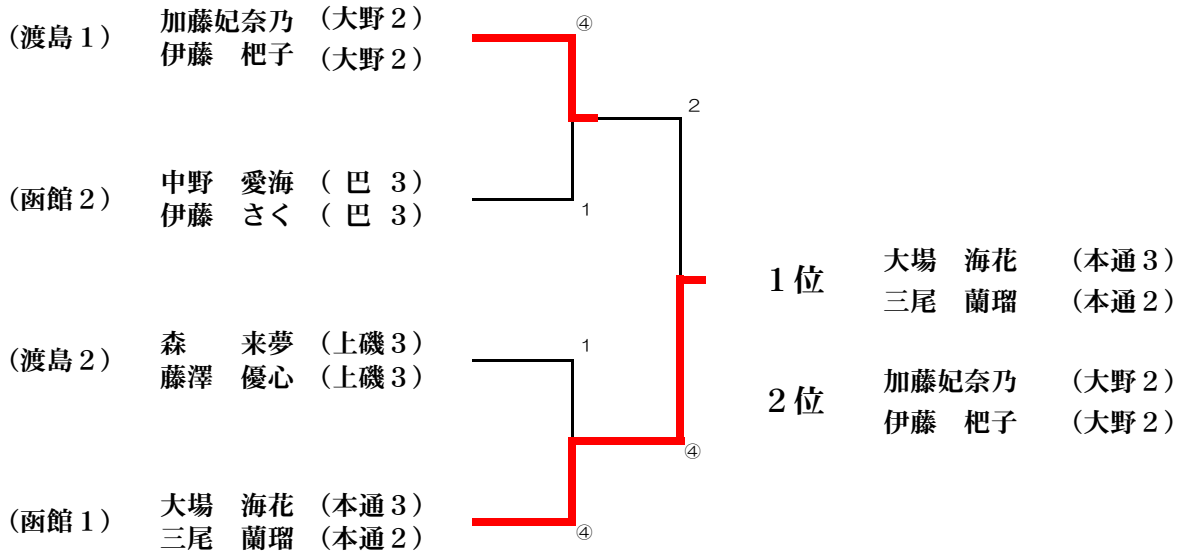 （渡島１） 加藤妃奈乃 （大野２） ④
伊藤　杷子 （大野２）
2
（函館２） 中野　愛海 （ 巴 ３）
伊藤　さく （ 巴 ３） 1
１位 大場　海花 （本通３）
三尾　蘭瑠 （本通２）
（渡島２） 森　　来夢 （上磯３） 1
藤澤　優心 （上磯３）
２位 加藤妃奈乃 （大野２）
伊藤　杷子 （大野２）
④
（函館１） 大場　海花 （本通３）
三尾　蘭瑠 （本通２） ④